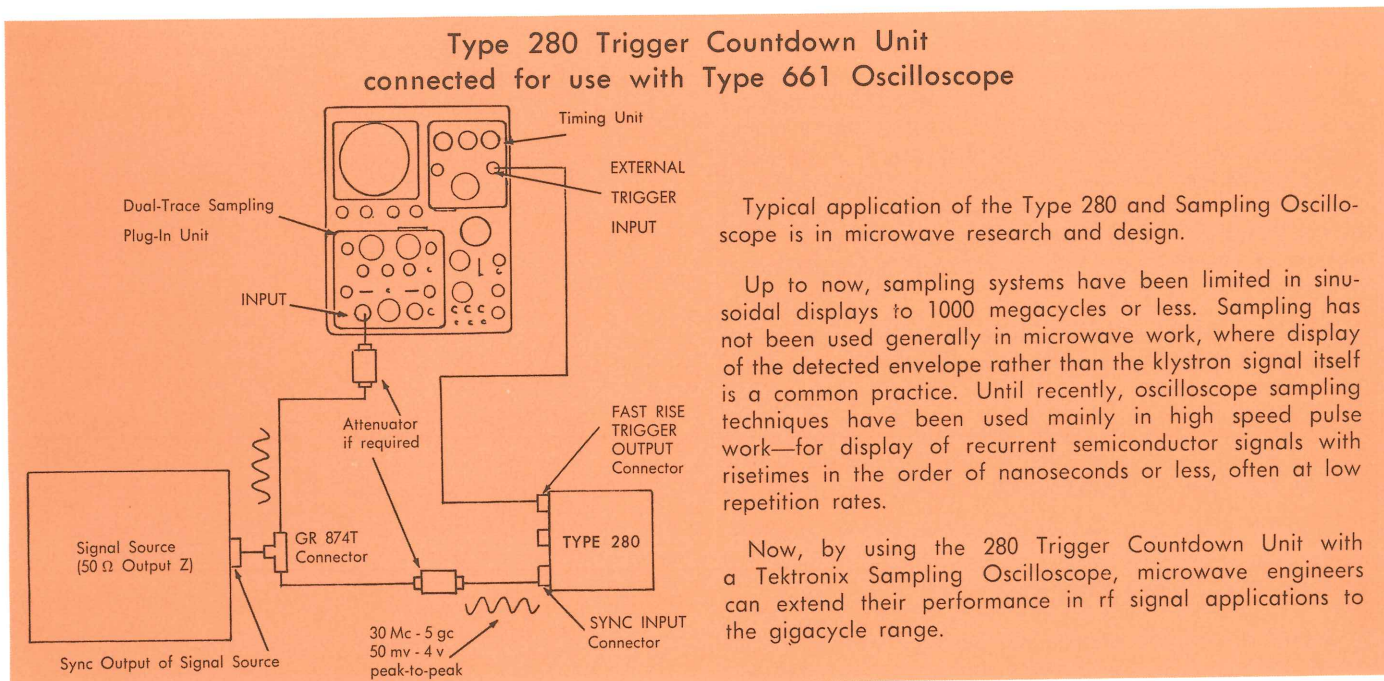 Type 280 Trigger Countdown Unit
connected for use with Type 661 Oscilloscope
Timing Unit
EXTERNAL
TRIGGER
INPUT
Dual-Trace Sampling
Plug-In Unit
INPUT
Attenuator
if required
FAST RISE
TRIGGER
OUTPUT
Connector
Signal Source
(50 Ω Output Z)
GR 874T
Connector
TYPE 280
SYNC INPUT
Connector
30 Mc - 5 gc
50 mv - 4 v
peak-to-peak
Sync Output of Signal Source
Typical application of the Type 280 and Sampling Oscillo-
scope is in microwave research and design.
Up to now, sampling systems have been limited in sinu-
soidal displays to 1000 megacycles or less. Sampling has
not been used generally in microwave work, where display
of the detected envelope rather than the klystron signal itself
is a common practice. Until recently, oscilloscope sampling
techniques have been used mainly in high speed pulse
work—for display of recurrent semiconductor signals with
risetimes in the order of nanoseconds or less, often at low
repetition rates.
Now, by using the 280 Trigger Countdown Unit with
a Tektronix Sampling Oscilloscope, microwave engineers
can extend their performance in rf signal applications to
the gigacycle range.